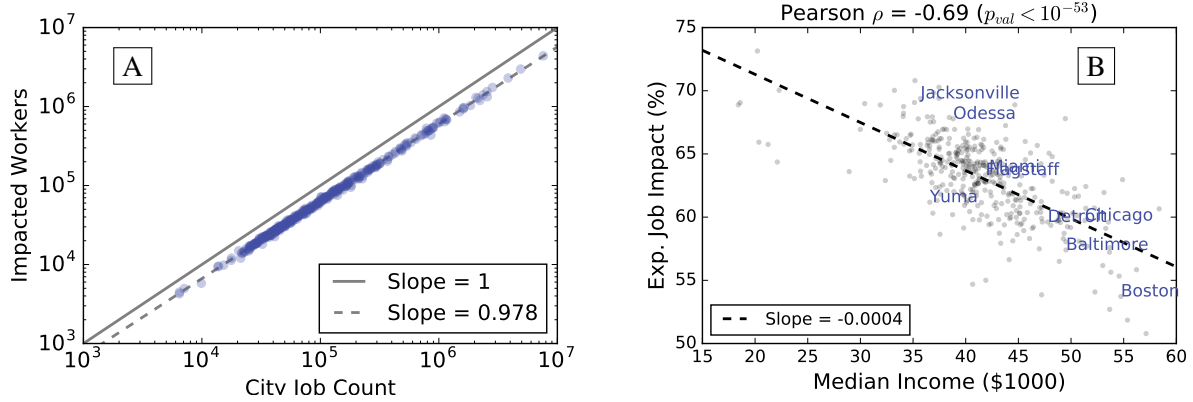 A
Impacted Workers
10^7
10^6
10^5
10^4
10^3
10^3 10^4 10^5 10^6 10^7
City Job Count
Slope = 1
Slope = 0.978
Pearson ρ = -0.69 (p_val < 10^-53)
B
Exp. Job Impact (%)
75
70
65
60
55
50
15 20 25 30 35 40 45 50 55 60
Median Income ($1000)
Jacksonville
Odessa
Miami
Flagstaff
Yuma
Detroit
Chicago
Baltimore
Boston
Slope = -0.0004